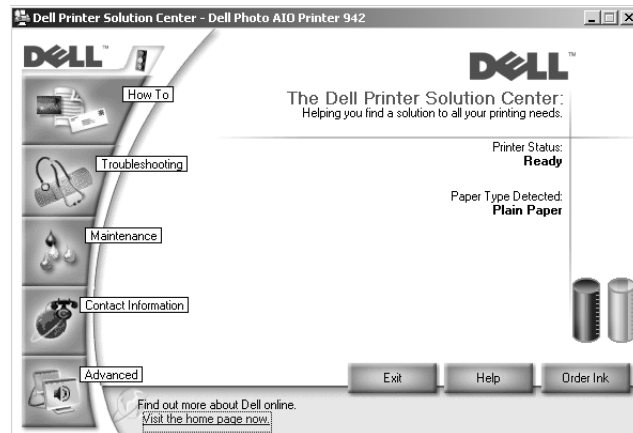 Dell Printer Solution Center - Dell Photo AIO Printer 942
DELL™
DELL™
How To
The Dell Printer Solution Center:
Helping you find a solution to all your printing needs.
Printer Status:
Ready
Troubleshooting
Paper Type Detected:
Plain Paper
Maintenance
Contact Information
Advanced
Exit
Help
Order Ink
Find out more about Dell online.
Visit the home page now.